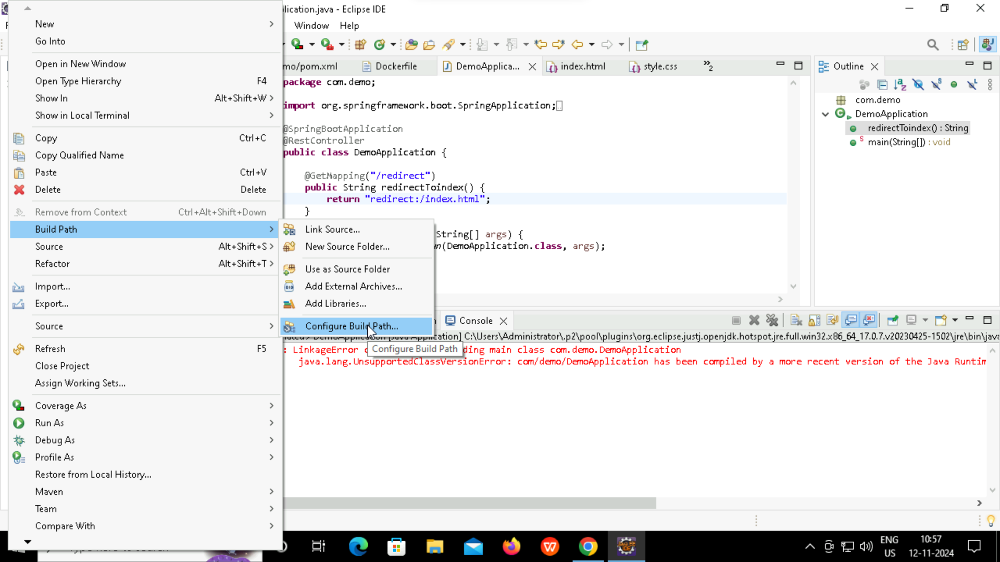 lication.java - Eclipse IDE
Window Help
New
Go Into
Open in New Window
Open Type Hierarchy F4
Show In Alt+Shift+W
Show in Local Terminal
Copy Ctrl+C
Copy Qualified Name
Paste Ctrl+V
Delete Delete
Remove from Context Ctrl+Alt+Shift+Down
Build Path
Source Alt+Shift+S
Refactor Alt+Shift+T
Import...
Export...
Source
Refresh F5
Close Project
Assign Working Sets...
Coverage As
Run As
Debug As
Profile As
Restore from Local History...
Maven
Team
Compare With
Link Source...
New Source Folder...
Use as Source Folder
Add External Archives...
Add Libraries...
Configure Build Path...
Configure Build Path
mo/pom.xml Dockerfile DemoApplica... index.html style.css 2
package com.demo;
import org.springframework.boot.SpringApplication;
@SpringBootApplication
@RestController
public class DemoApplication {
@GetMapping("/redirect")
public String redirectToindex() {
return "redirect:/index.html";
}
String[] args) {
(DemoApplication.class, args);
Outline
com.demo
DemoApplication
redirectToindex() : String
main(String[]) : void
Console
DemoApplication [Java Application] C:\Users\Administrator\.p2\pool\plugins\org.eclipse.justj.openjdk.hotspot.jre.full.win32.x86_64_17.0.7.v20230425-1502\jre\bin\java
: LinkageError ding main class com.demo.DemoApplication
java.lang.UnsupportedClassVersionError: com/demo/DemoApplication has been compiled by a more recent version of the Java Runtim
ENG
US
10:57
12-11-2024